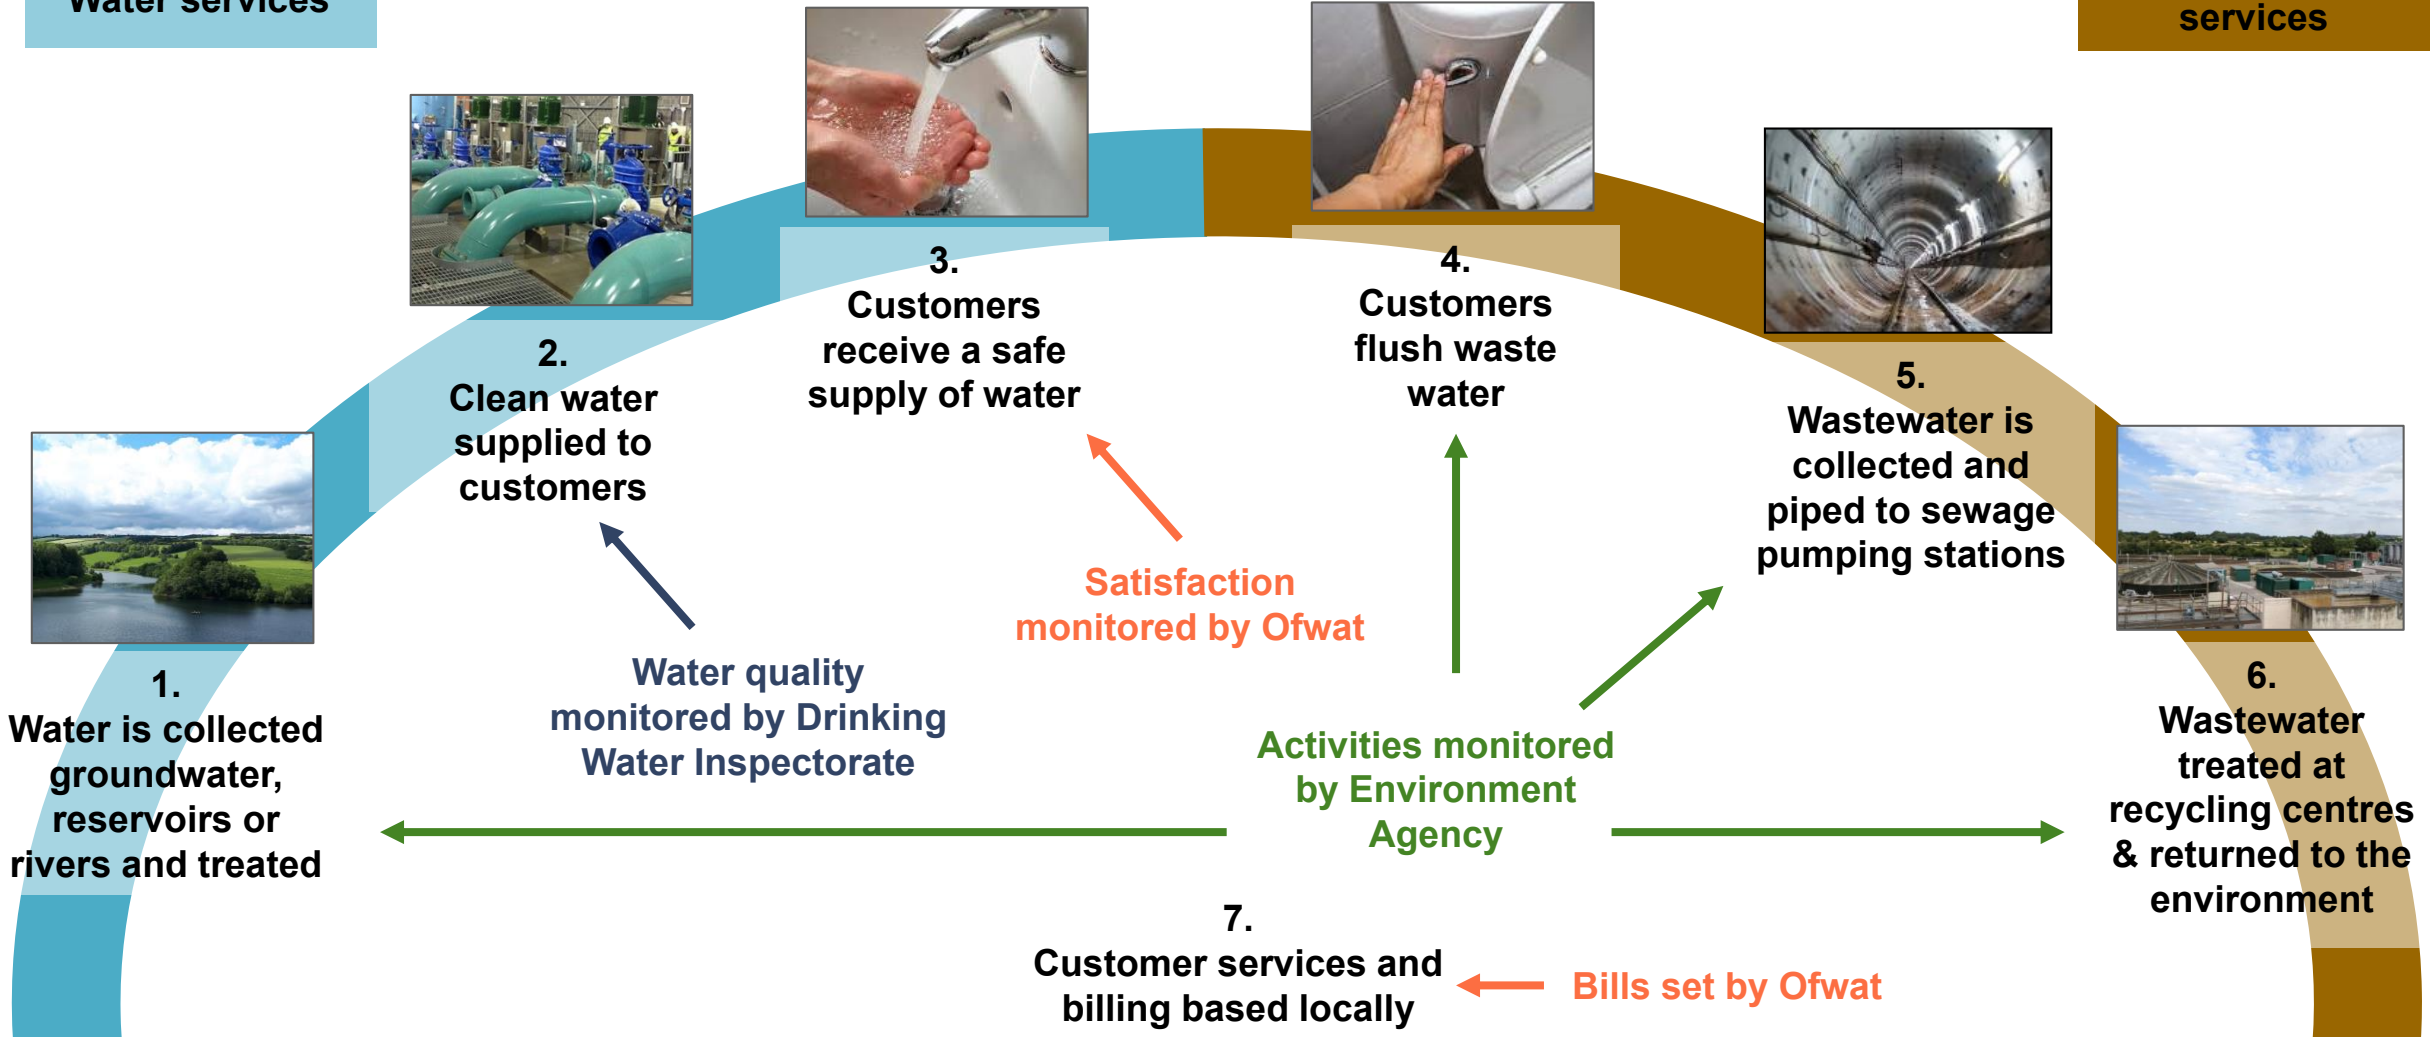 Water services
services
1.
Water is collected
groundwater,
reservoirs or
rivers and treated
2.
Clean water
supplied to
customers
3.
Customers
receive a safe
supply of water
4.
Customers
flush waste
water
5.
Wastewater is
collected and
piped to sewage
pumping stations
6.
Wastewater
treated at
recycling centres
& returned to the
environment
Water quality
monitored by Drinking
Water Inspectorate
Satisfaction
monitored by Ofwat
Activities monitored
by Environment
Agency
7.
Customer services and
billing based locally
Bills set by Ofwat